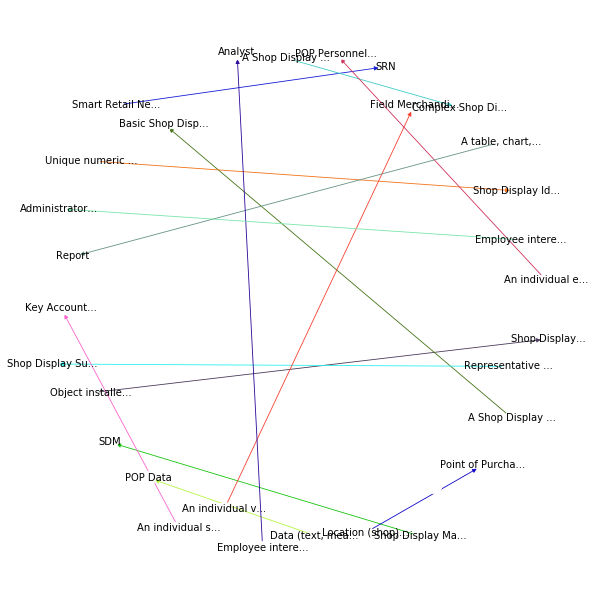 Analyst
POP Personnel...
A Shop Display ...
SRN
Smart Retail Ne...
Field Merchandi...
Complex Shop Di...
Basic Shop Disp...
A table, chart,...
Unique numeric ...
Shop Display Id...
Administrator...
Employee intere...
Report
An individual e...
Key Account...
Shop Display...
Shop Display Su...
Representative ...
Object installe...
A Shop Display ...
SDM
Point of Purcha...
POP Data
An individual v...
An individual s...
Location (shop)...
Data (text, mea...
Shop Display Ma...
Employee intere...